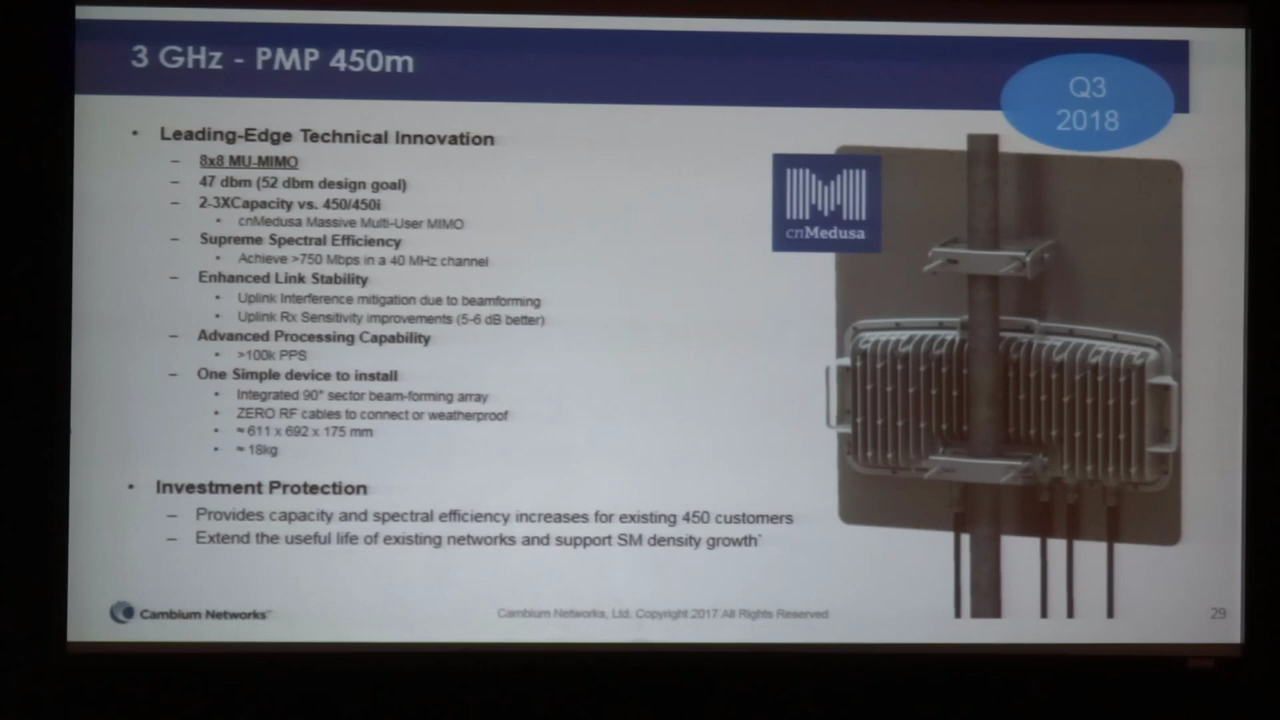 3 GHz - PMP 450m
Q3
2018
• Leading-Edge Technical Innovation
– 8x8 MU-MIMO
– 47 dbm (52 dbm design goal)
– 2-3XCapacity vs. 450/450i
• cnMedusa Massive Multi-User MIMO
– Supreme Spectral Efficiency
• Achieve >750 Mbps in a 40 MHz channel
– Enhanced Link Stability
• Uplink Interference mitigation due to beamforming
• Uplink Rx Sensitivity improvements (5-6 dB better)
– Advanced Processing Capability
• >100k PPS
– One Simple device to install
• Integrated 90° sector beam-forming array
• ZERO RF cables to connect or weatherproof
• ≈ 611 x 692 x 175 mm
• ≈ 18kg
• Investment Protection
– Provides capacity and spectral efficiency increases for existing 450 customers
– Extend the useful life of existing networks and support SM density growth*
cnMedusa
Cambium Networks™
Cambium Networks, Ltd. Copyright 2017 All Rights Reserved
29